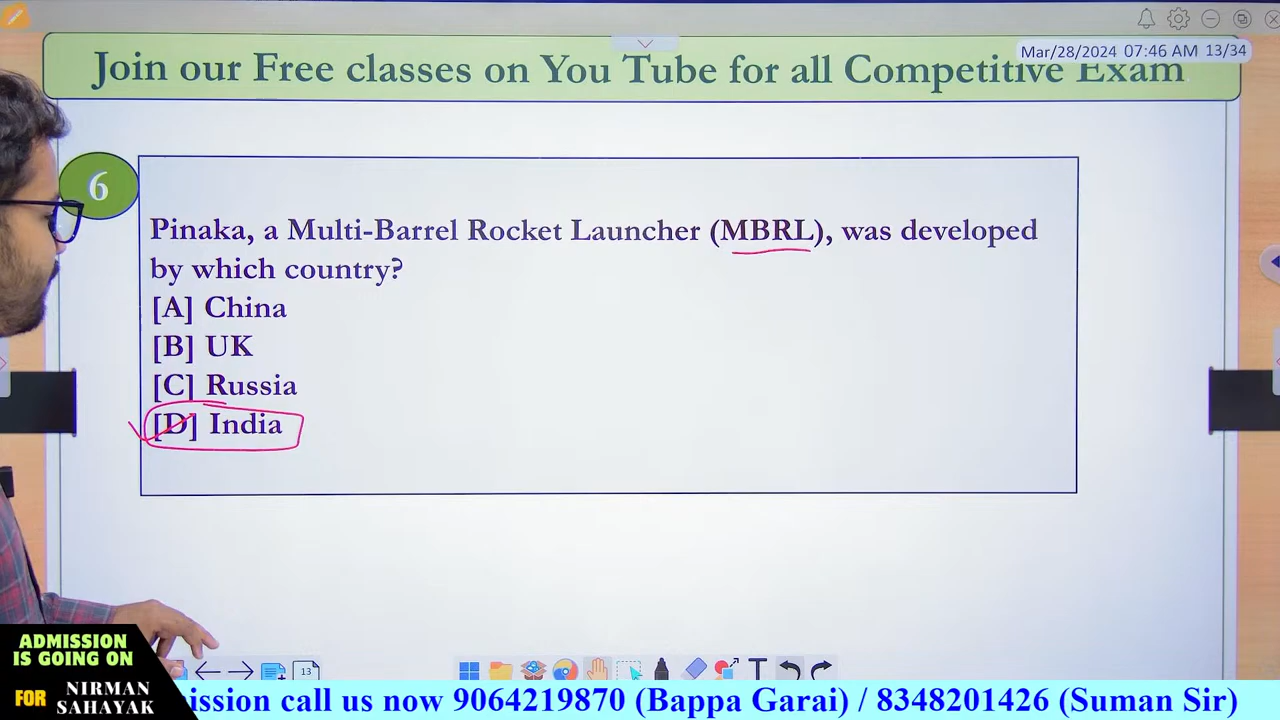 Mar/28/2024 07:46 AM 13/34
Join our Free classes on You Tube for all Competitive Exam
6
Pinaka, a Multi-Barrel Rocket Launcher (MBRL), was developed
by which country?
[A] China
[B] UK
[C] Russia
[D] India
13
T
ADMISSION
IS GOING ON
FOR NIRMAN
SAHAYAK
ission call us now 9064219870 (Bappa Garai) / 8348201426 (Suman Sir)